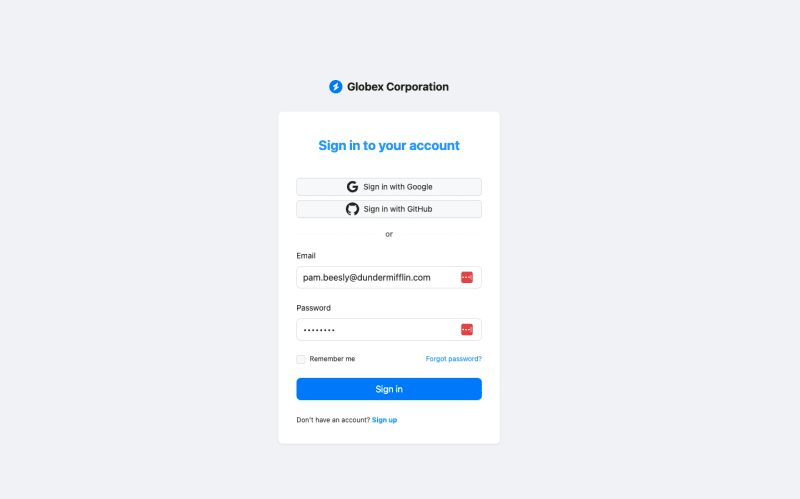 Globex Corporation
Sign in to your account
Sign in with Google
Sign in with GitHub
or
Email
pam.beesly@dundermifflin.com
Password
••••••••
Remember me
Forgot password?
Sign in
Don't have an account? Sign up